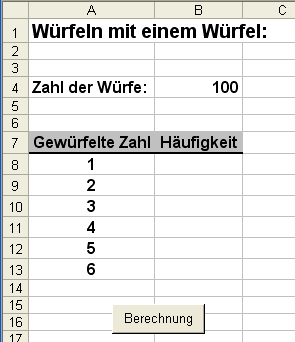 A B C
1 Würfeln mit einem Würfel:
2
3
4 Zahl der Würfe: 100
5
6
7 Gewürfelte Zahl Häufigkeit
8 1
9 2
10 3
11 4
12 5
13 6
14
15
16 Berechnung
17